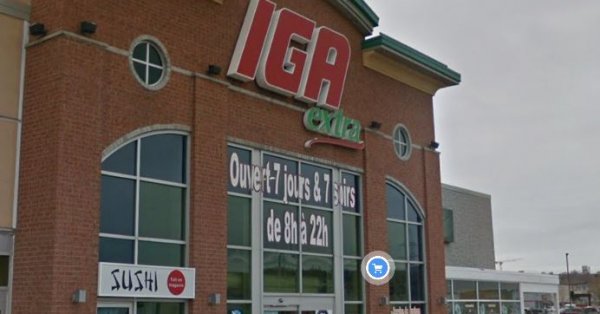 IGA
extra
Ouvert 7 jours & 7 soirs
de 8h à 22h
SUSHI